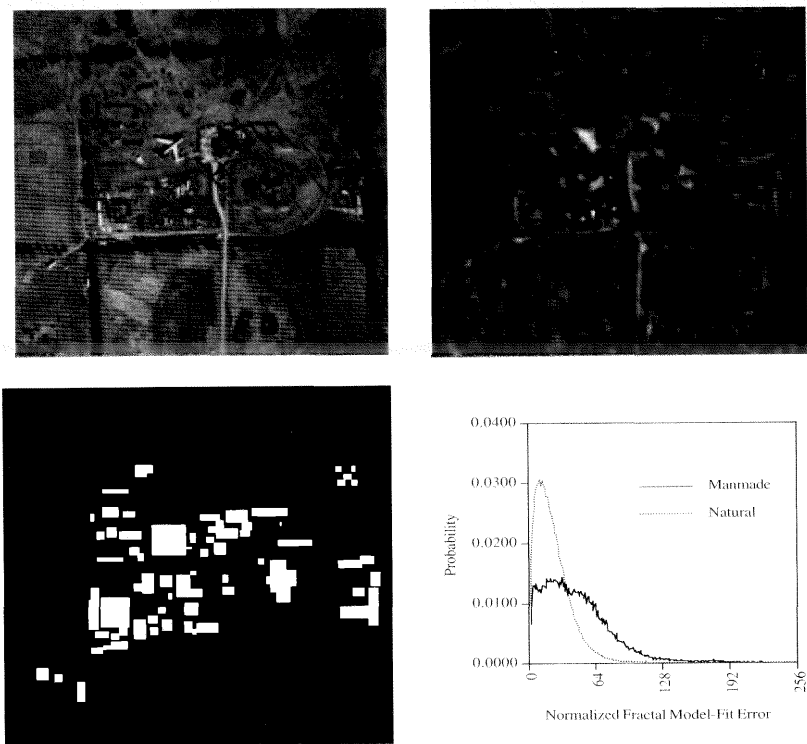 0.0400
0.0300
0.0200
0.0100
0.0000
Probability
Manmade
Natural
0
64
128
192
256
Normalized Fractal Model-Fit Error